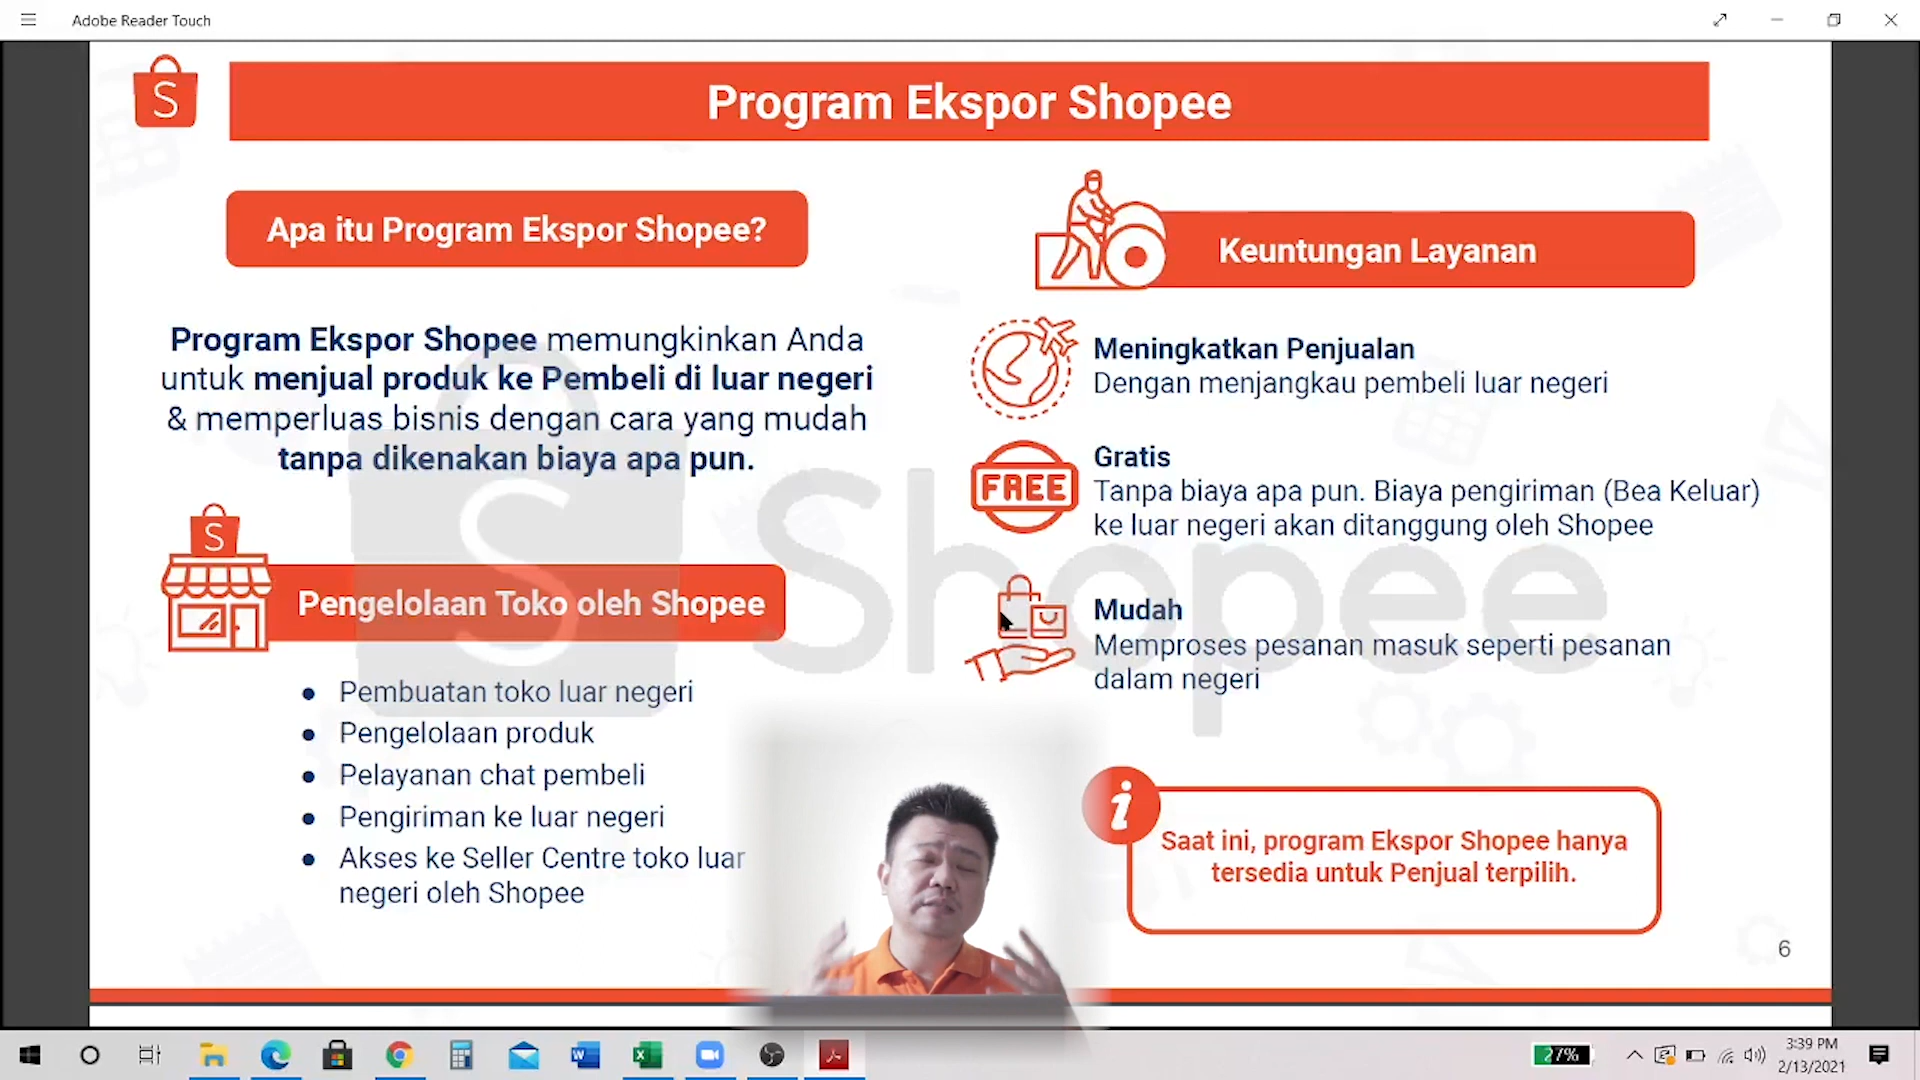 Adobe Reader Touch
S
Program Ekspor Shopee
Apa itu Program Ekspor Shopee?
Program Ekspor Shopee memungkinkan Anda
untuk menjual produk ke Pembeli di luar negeri
& memperluas bisnis dengan cara yang mudah
tanpa dikenakan biaya apa pun.
S
Pengelolaan Toko oleh Shopee
● Pembuatan toko luar negeri
● Pengelolaan produk
● Pelayanan chat pembeli
● Pengiriman ke luar negeri
● Akses ke Seller Centre toko luar
negeri oleh Shopee
Keuntungan Layanan
Meningkatkan Penjualan
Dengan menjangkau pembeli luar negeri
FREE
Gratis
Tanpa biaya apa pun. Biaya pengiriman (Bea Keluar)
ke luar negeri akan ditanggung oleh Shopee
Mudah
Memproses pesanan masuk seperti pesanan
dalam negeri
i
Saat ini, program Ekspor Shopee hanya
tersedia untuk Penjual terpilih.
6
S Shopee
27%
3:39 PM
2/13/2021